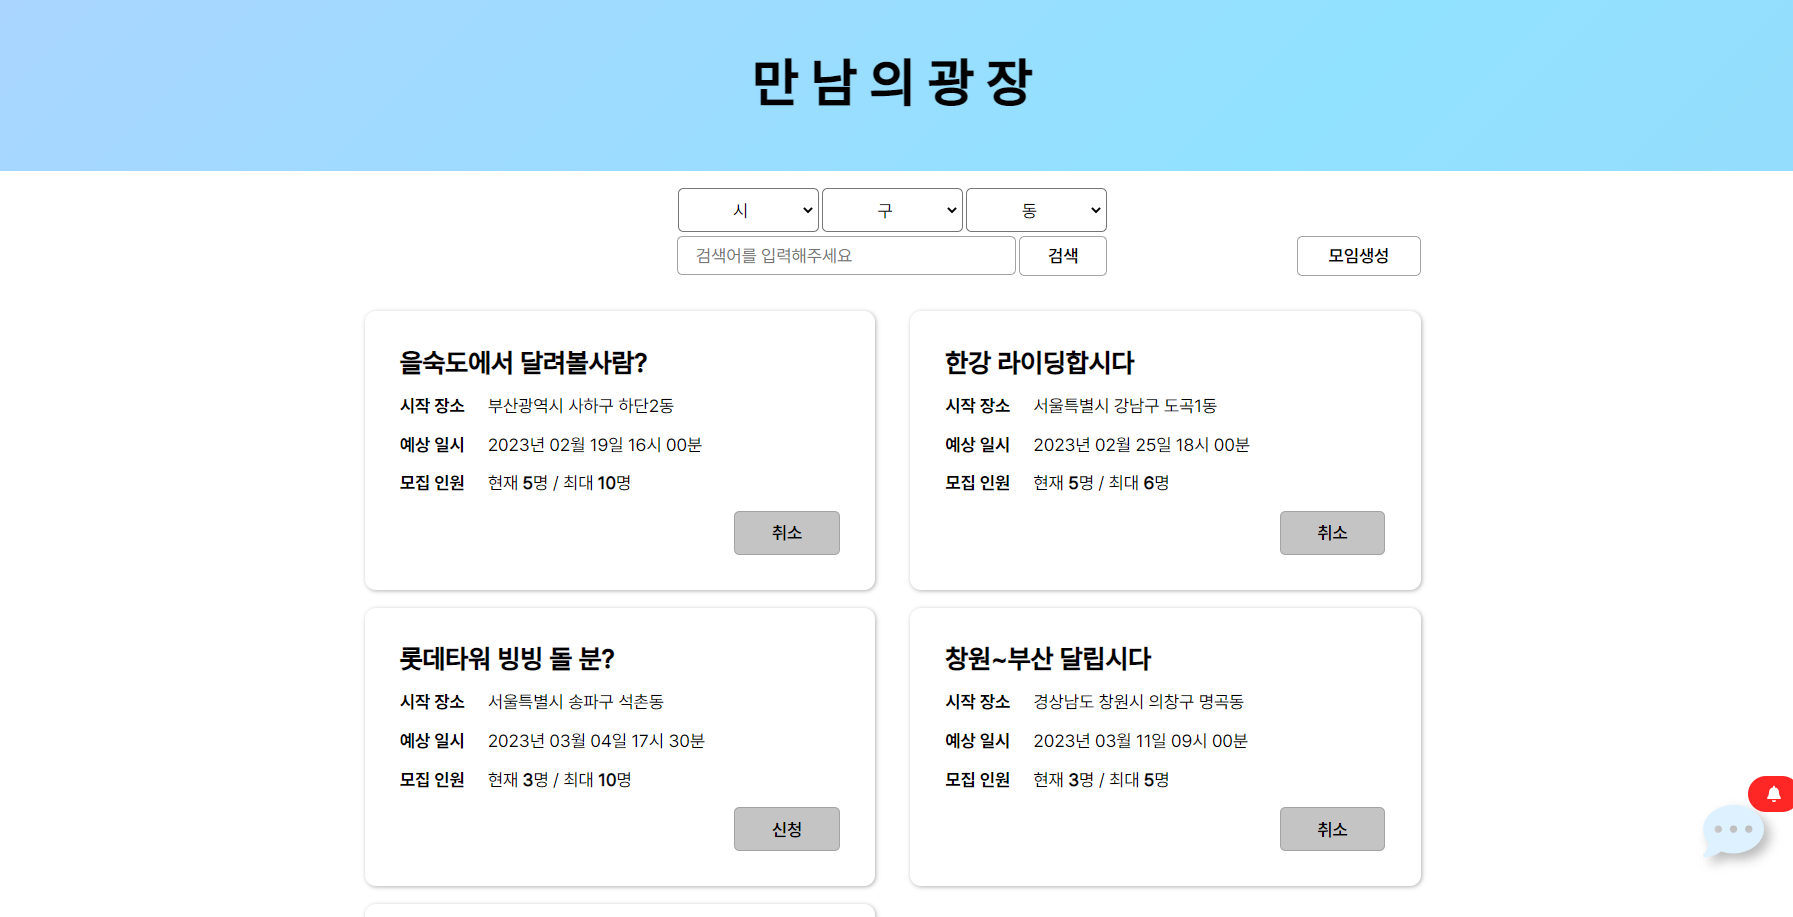 만남의광장
시 구 동
검색어를 입력해주세요 검색 모임생성
을숙도에서 달려볼사람?
시작 장소 부산광역시 사하구 하단2동
예상 일시 2023년 02월 19일 16시 00분
모집 인원 현재 5명 / 최대 10명
취소
한강 라이딩합시다
시작 장소 서울특별시 강남구 도곡1동
예상 일시 2023년 02월 25일 18시 00분
모집 인원 현재 5명 / 최대 6명
취소
롯데타워 빙빙 돌 분?
시작 장소 서울특별시 송파구 석촌동
예상 일시 2023년 03월 04일 17시 30분
모집 인원 현재 3명 / 최대 10명
신청
창원~부산 달립시다
시작 장소 경상남도 창원시 의창구 명곡동
예상 일시 2023년 03월 11일 09시 00분
모집 인원 현재 3명 / 최대 5명
취소